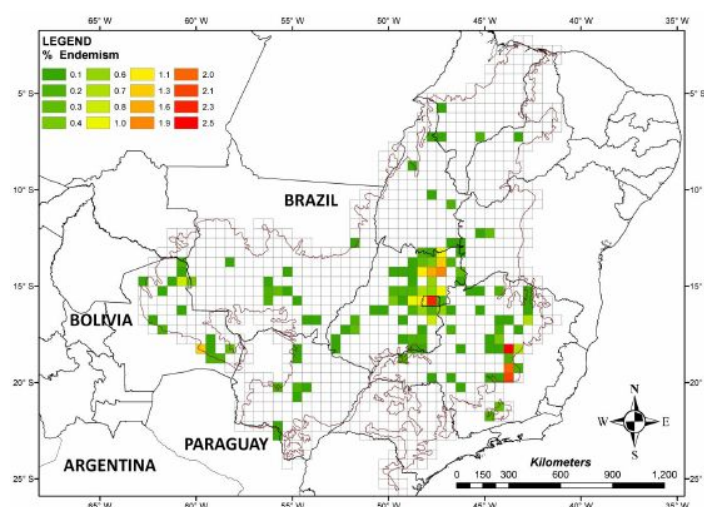 65° W 60° W 55° W 50° W 45° W 40° W
LEGEND
% Endemism
0.1 0.6 1.1 2.0
0.2 0.7 1.3 2.1
0.3 0.8 1.6 2.3
0.4 1.0 1.9 2.5
5° S 5° S
10° S 10° S
BRAZIL
15° S 15° S
BOLIVIA
20° S 20° S
N
W E
S
PARAGUAY
ARGENTINA
Kilometers
0 150 300 600 900 1,200
25° S 25° S
65° W 60° W 55° W 50° W 45° W 40° W